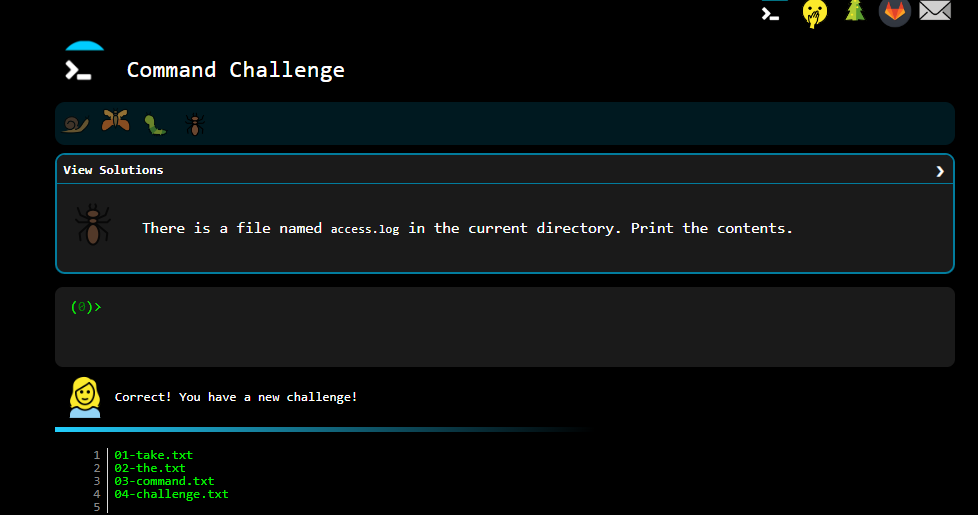 Command Challenge
View Solutions
There is a file named access.log in the current directory. Print the contents.
(0)>
Correct! You have a new challenge!
1 01-take.txt
2 02-the.txt
3 03-command.txt
4 04-challenge.txt
5